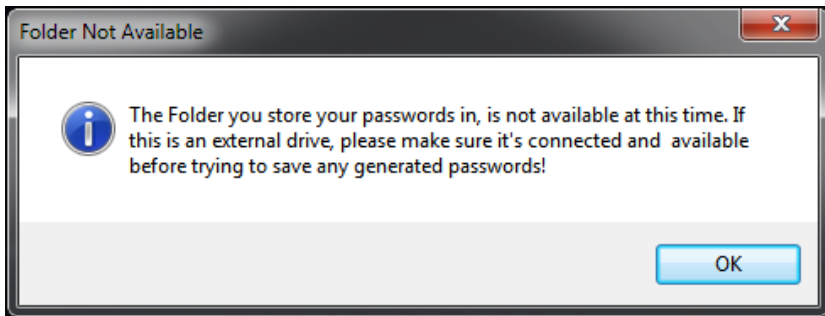 Folder Not Available
The Folder you store your passwords in, is not available at this time. If
this is an external drive, please make sure it's connected and  available
before trying to save any generated passwords!
OK